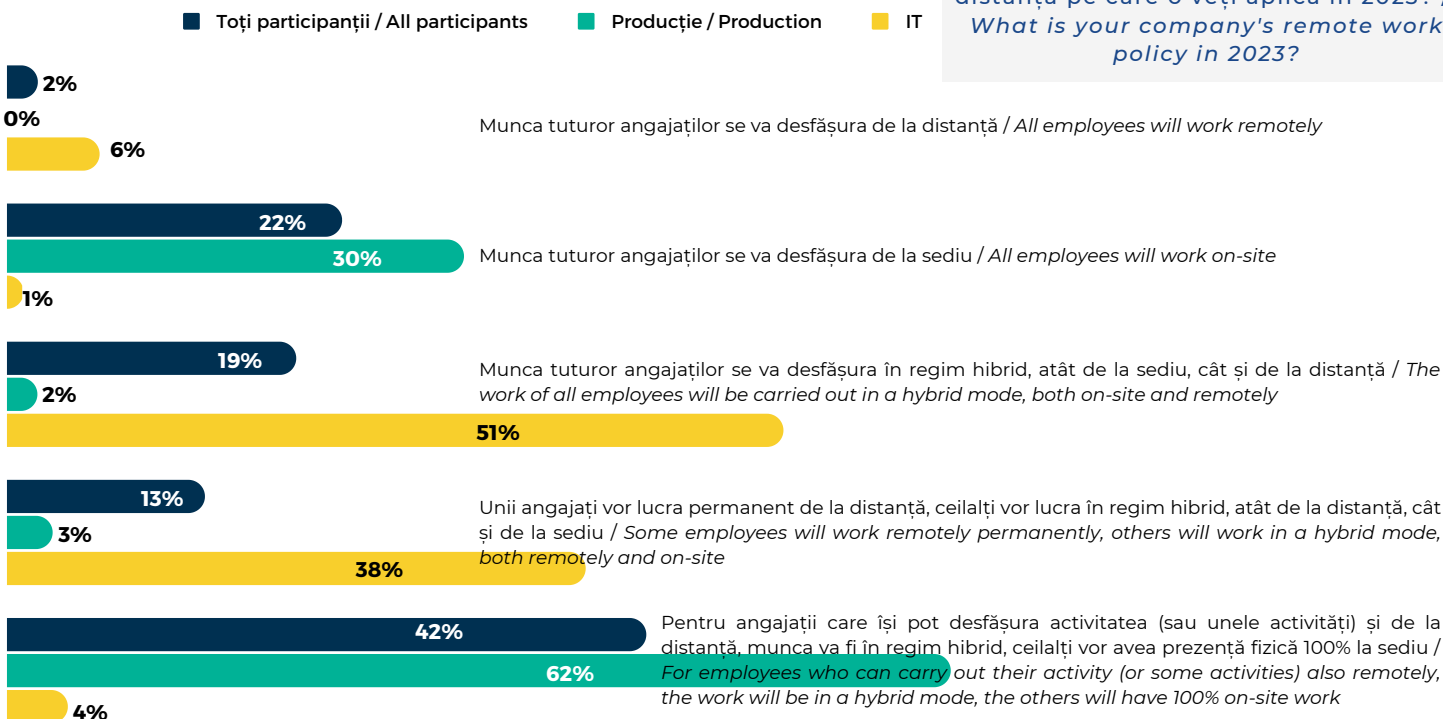 distanță pe care o veți aplica în 2023? /
What is your company's remote work
policy in 2023?
Toți participanții / All participants
Producție / Production
IT
2%
0%
6%
Munca tuturor angajaților se va desfășura de la distanță / All employees will work remotely
22%
30%
1%
Munca tuturor angajaților se va desfășura de la sediu / All employees will work on-site
19%
2%
51%
Munca tuturor angajaților se va desfășura în regim hibrid, atât de la sediu, cât și de la distanță / The
work of all employees will be carried out in a hybrid mode, both on-site and remotely
13%
3%
38%
Unii angajați vor lucra permanent de la distanță, ceilalți vor lucra în regim hibrid, atât de la distanță, cât
și de la sediu / Some employees will work remotely permanently, others will work in a hybrid mode,
both remotely and on-site
42%
62%
4%
Pentru angajații care își pot desfășura activitatea (sau unele activități) și de la
distanță, munca va fi în regim hibrid, ceilalți vor avea prezență fizică 100% la sediu /
For employees who can carry out their activity (or some activities) also remotely,
the work will be in a hybrid mode, the others will have 100% on-site work